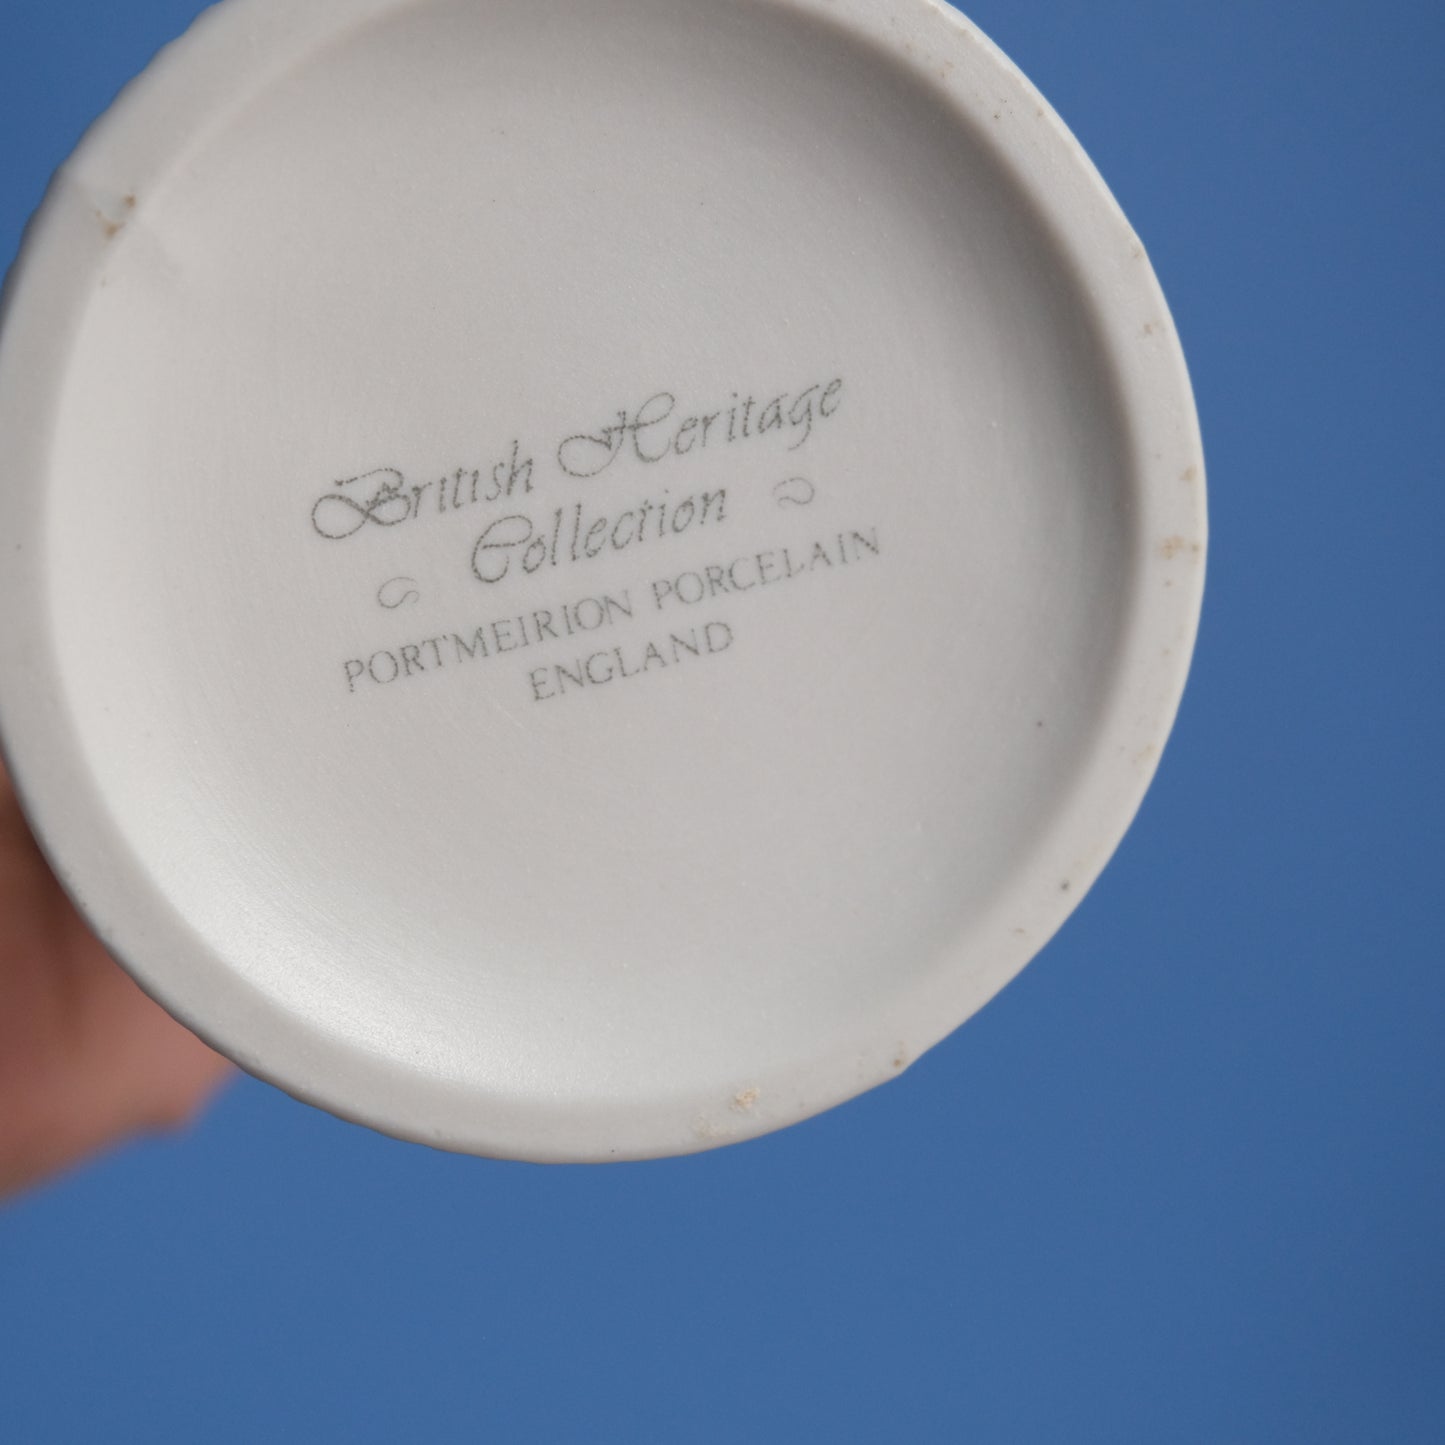 British Heritage
Collection
PORTMEIRION PORCELAIN
ENGLAND